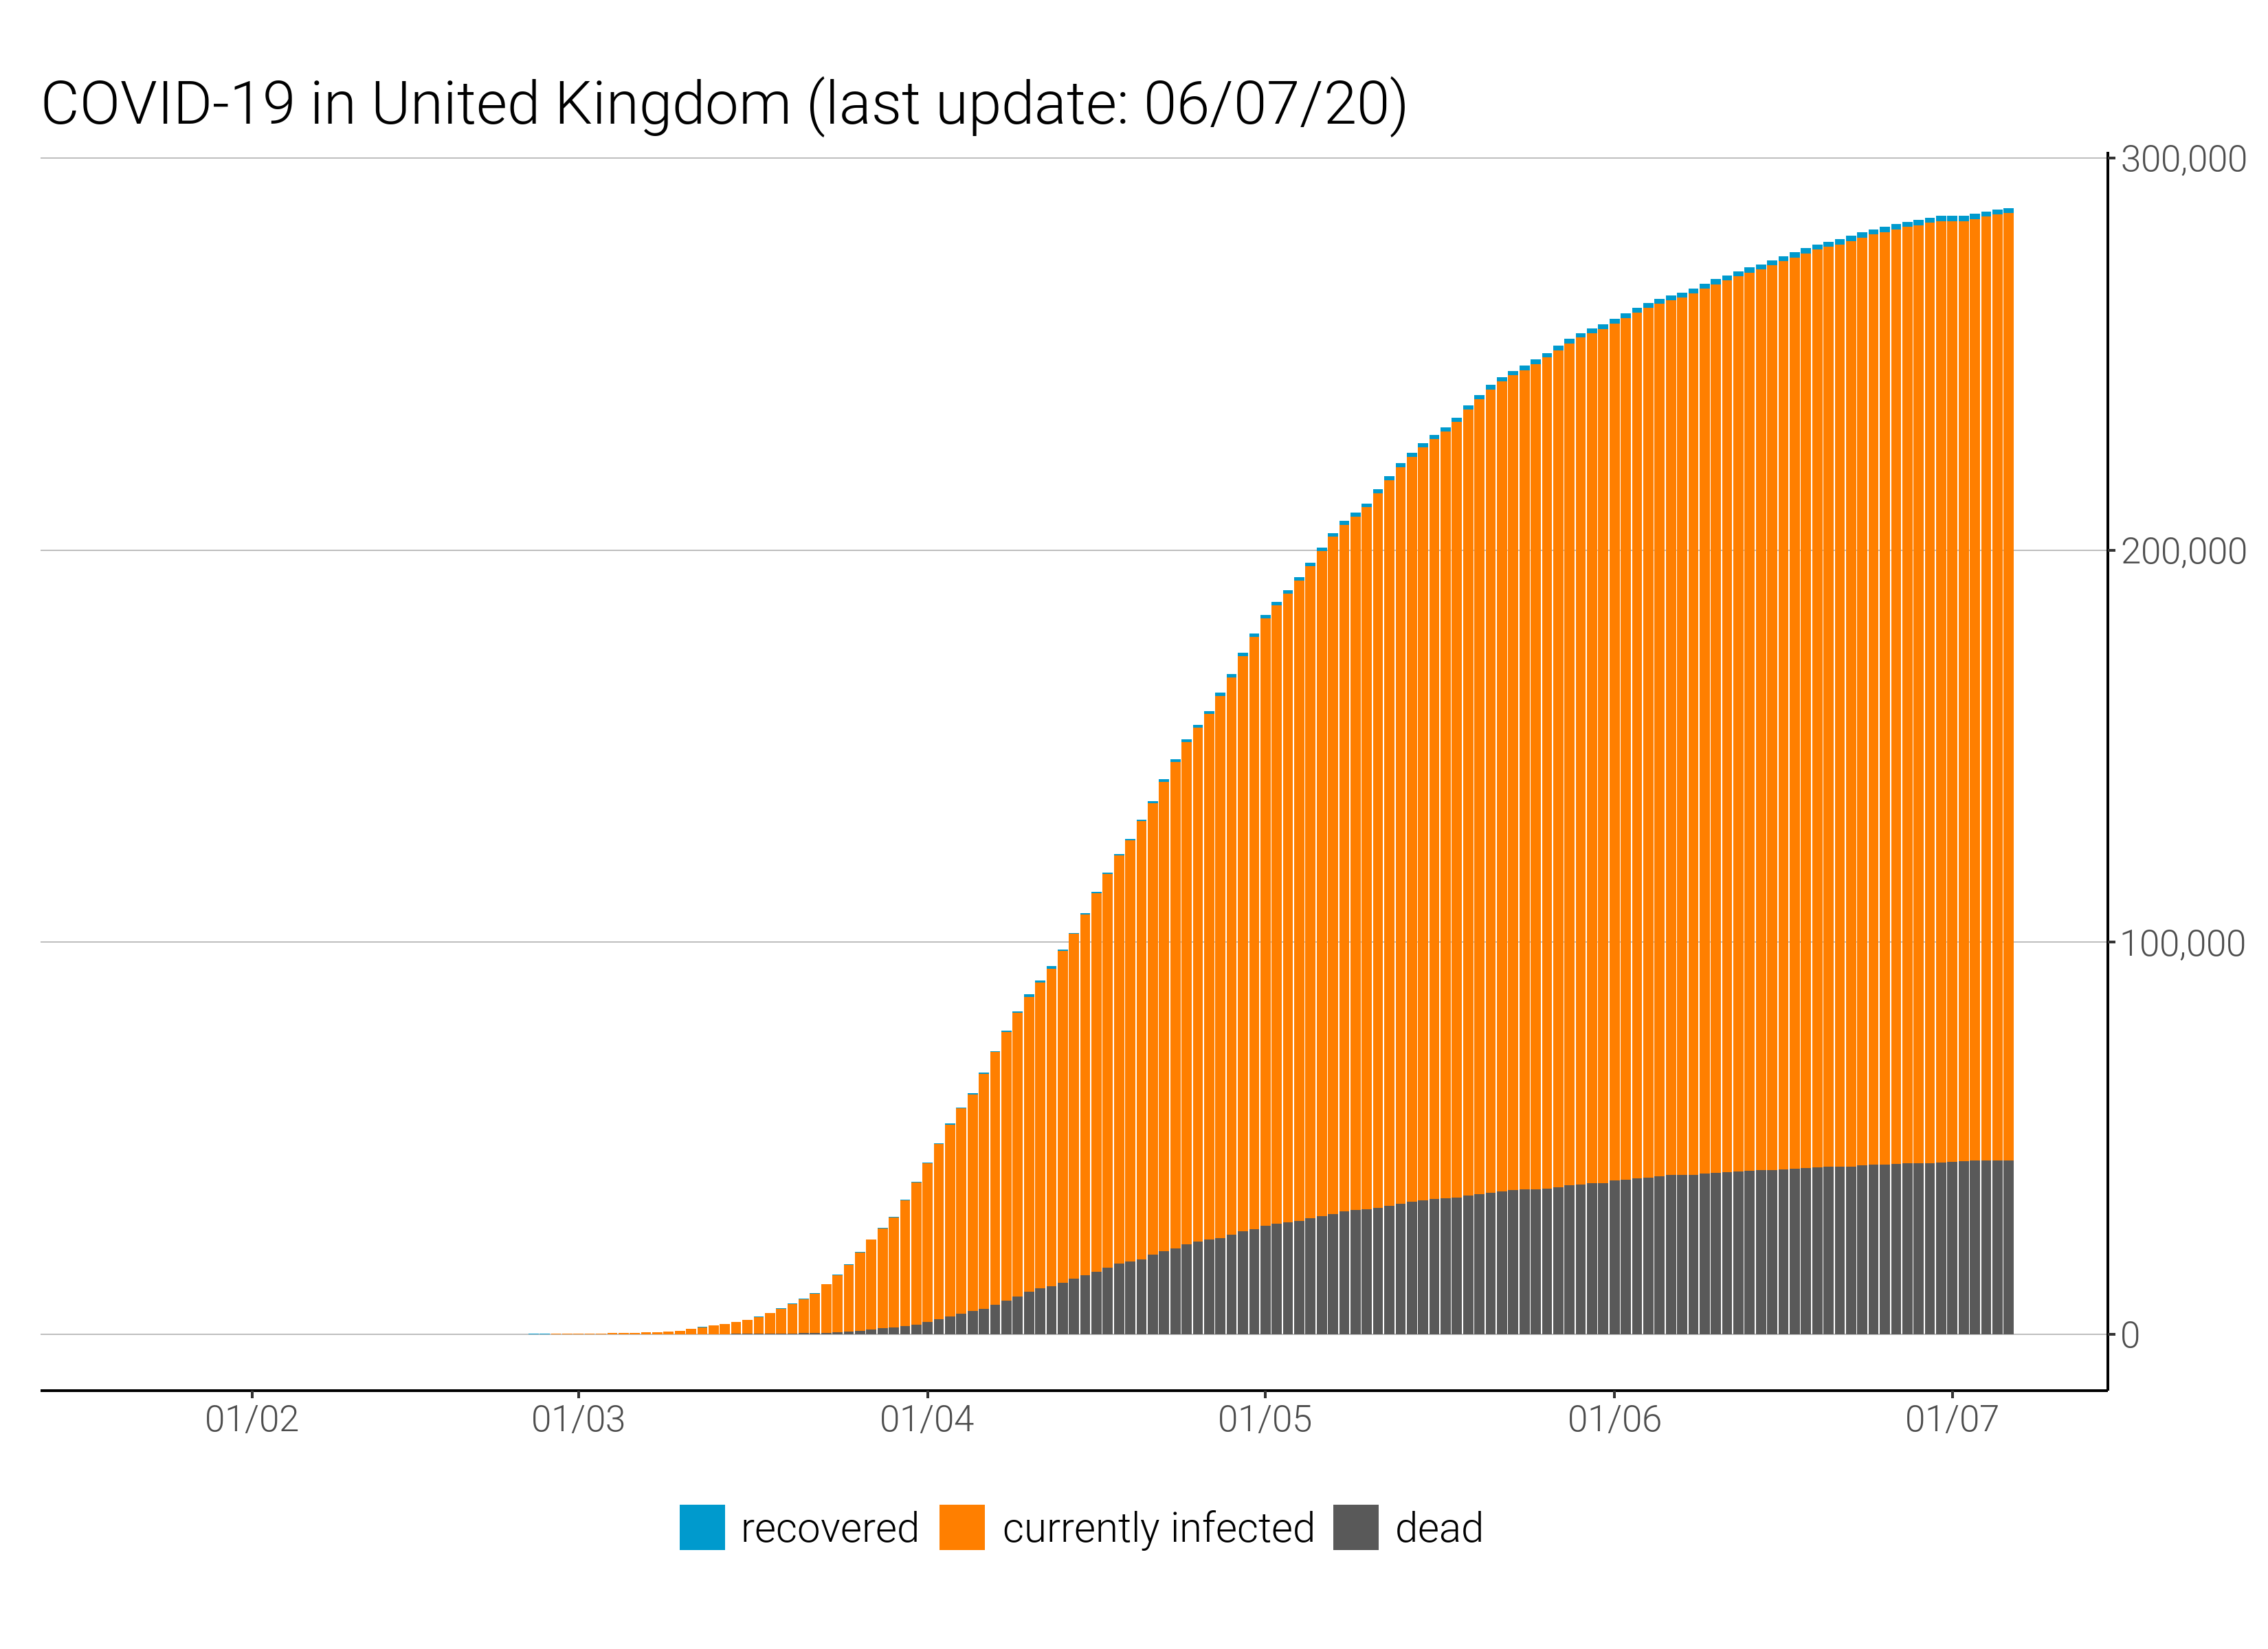 COVID-19 in United Kingdom (last update: 06/07/20)
300,000
200,000
100,000
0
01/02 01/03 01/04 01/05 01/06 01/07
recovered currently infected dead